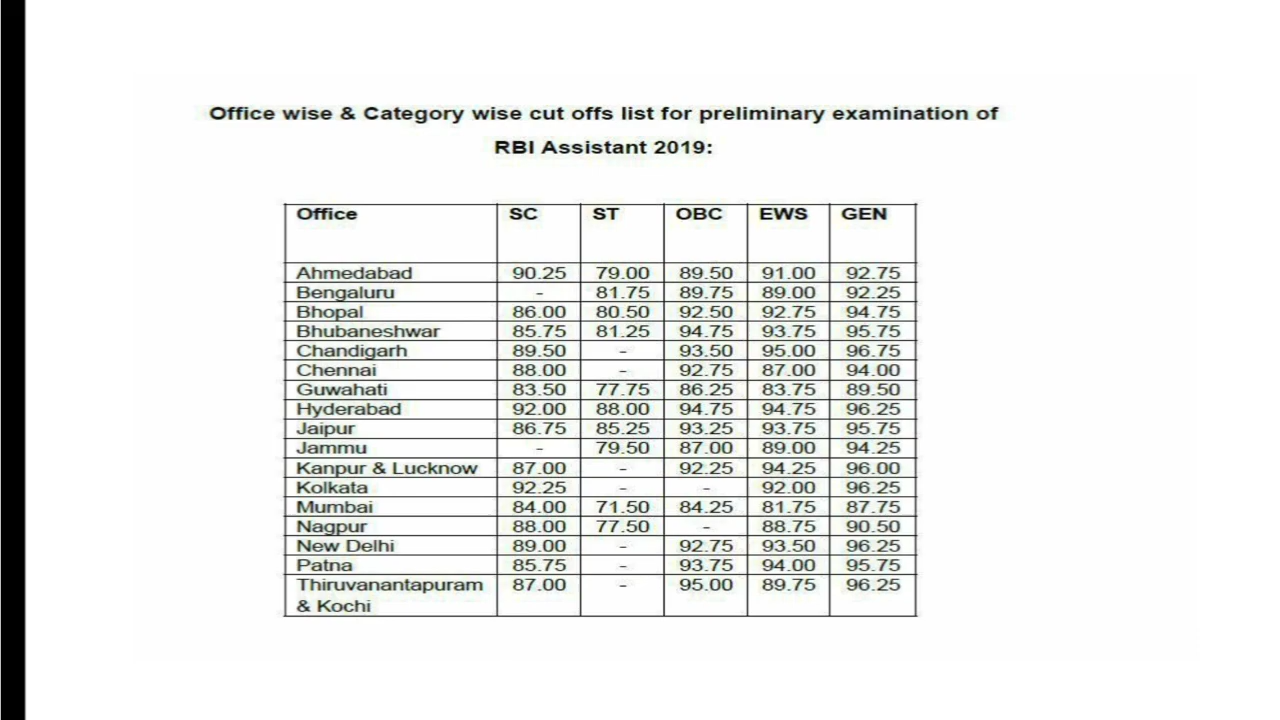 Office wise & Category wise cut offs list for preliminary examination of
RBI Assistant 2019:
Office SC ST OBC EWS GEN
Ahmedabad 90.25 79.00 89.50 91.00 92.75
Bengaluru - 81.75 89.75 89.00 92.25
Bhopal 86.00 80.50 92.50 92.75 94.75
Bhubaneshwar 85.75 81.25 94.75 93.75 95.75
Chandigarh 89.50 - 93.50 95.00 96.75
Chennai 88.00 - 92.75 87.00 94.00
Guwahati 83.50 77.75 86.25 83.75 89.50
Hyderabad 92.00 88.00 94.75 94.75 96.25
Jaipur 86.75 85.25 93.25 93.75 95.75
Jammu - 79.50 87.00 89.00 94.25
Kanpur & Lucknow 87.00 - 92.25 94.25 96.00
Kolkata 92.25 - - 92.00 96.25
Mumbai 84.00 71.50 84.25 81.75 87.75
Nagpur 88.00 77.50 - 88.75 90.50
New Delhi 89.00 - 92.75 93.50 96.25
Patna 85.75 - 93.75 94.00 95.75
Thiruvanantapuram 87.00 - 95.00 89.75 96.25
& Kochi